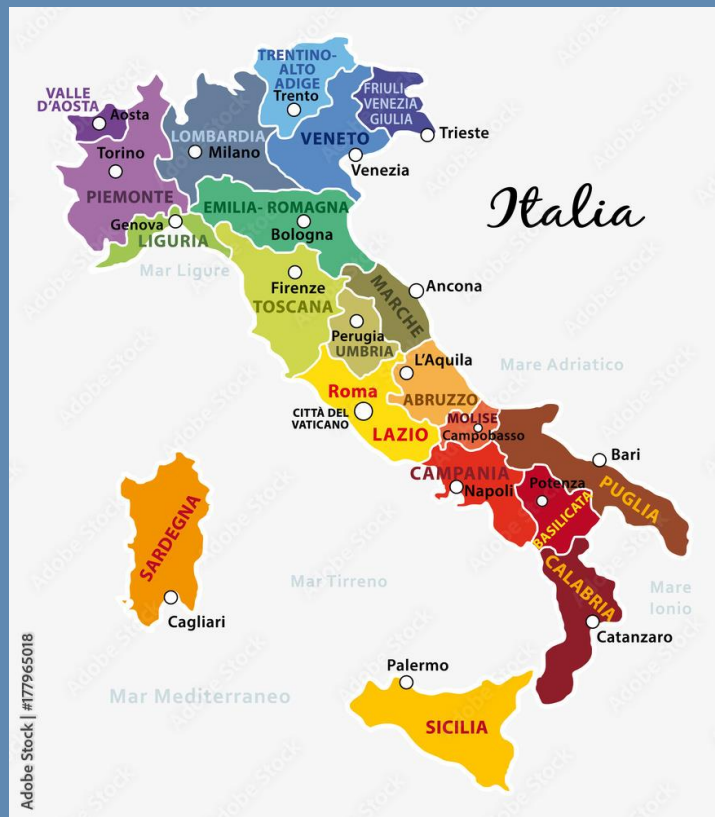 TRENTINO-
ALTO
ADIGE
Trento
FRIULI
VENEZIA
GIULIA
VALLE
D'AOSTA
Aosta
LOMBARDIA
Milano
VENETO
Trieste
Venezia
Torino
PIEMONTE
EMILIA- ROMAGNA
Bologna
Genova
LIGURIA
Italia
Mar Ligure
Firenze
TOSCANA
MARCHE
Ancona
Perugia
UMBRIA
L'Aquila
Mare Adriatico
ABRUZZO
Roma
CITTÀ DEL
VATICANO
LAZIO
MOLISE
Campobasso
CAMPANIA
Napoli
Potenza
BASILICATA
Bari
PUGLIA
SARDEGNA
Cagliari
Mar Tirreno
CALABRIA
Mare
Ionio
Catanzaro
Palermo
Mar Mediterraneo
SICILIA
Adobe Stock | #177965018